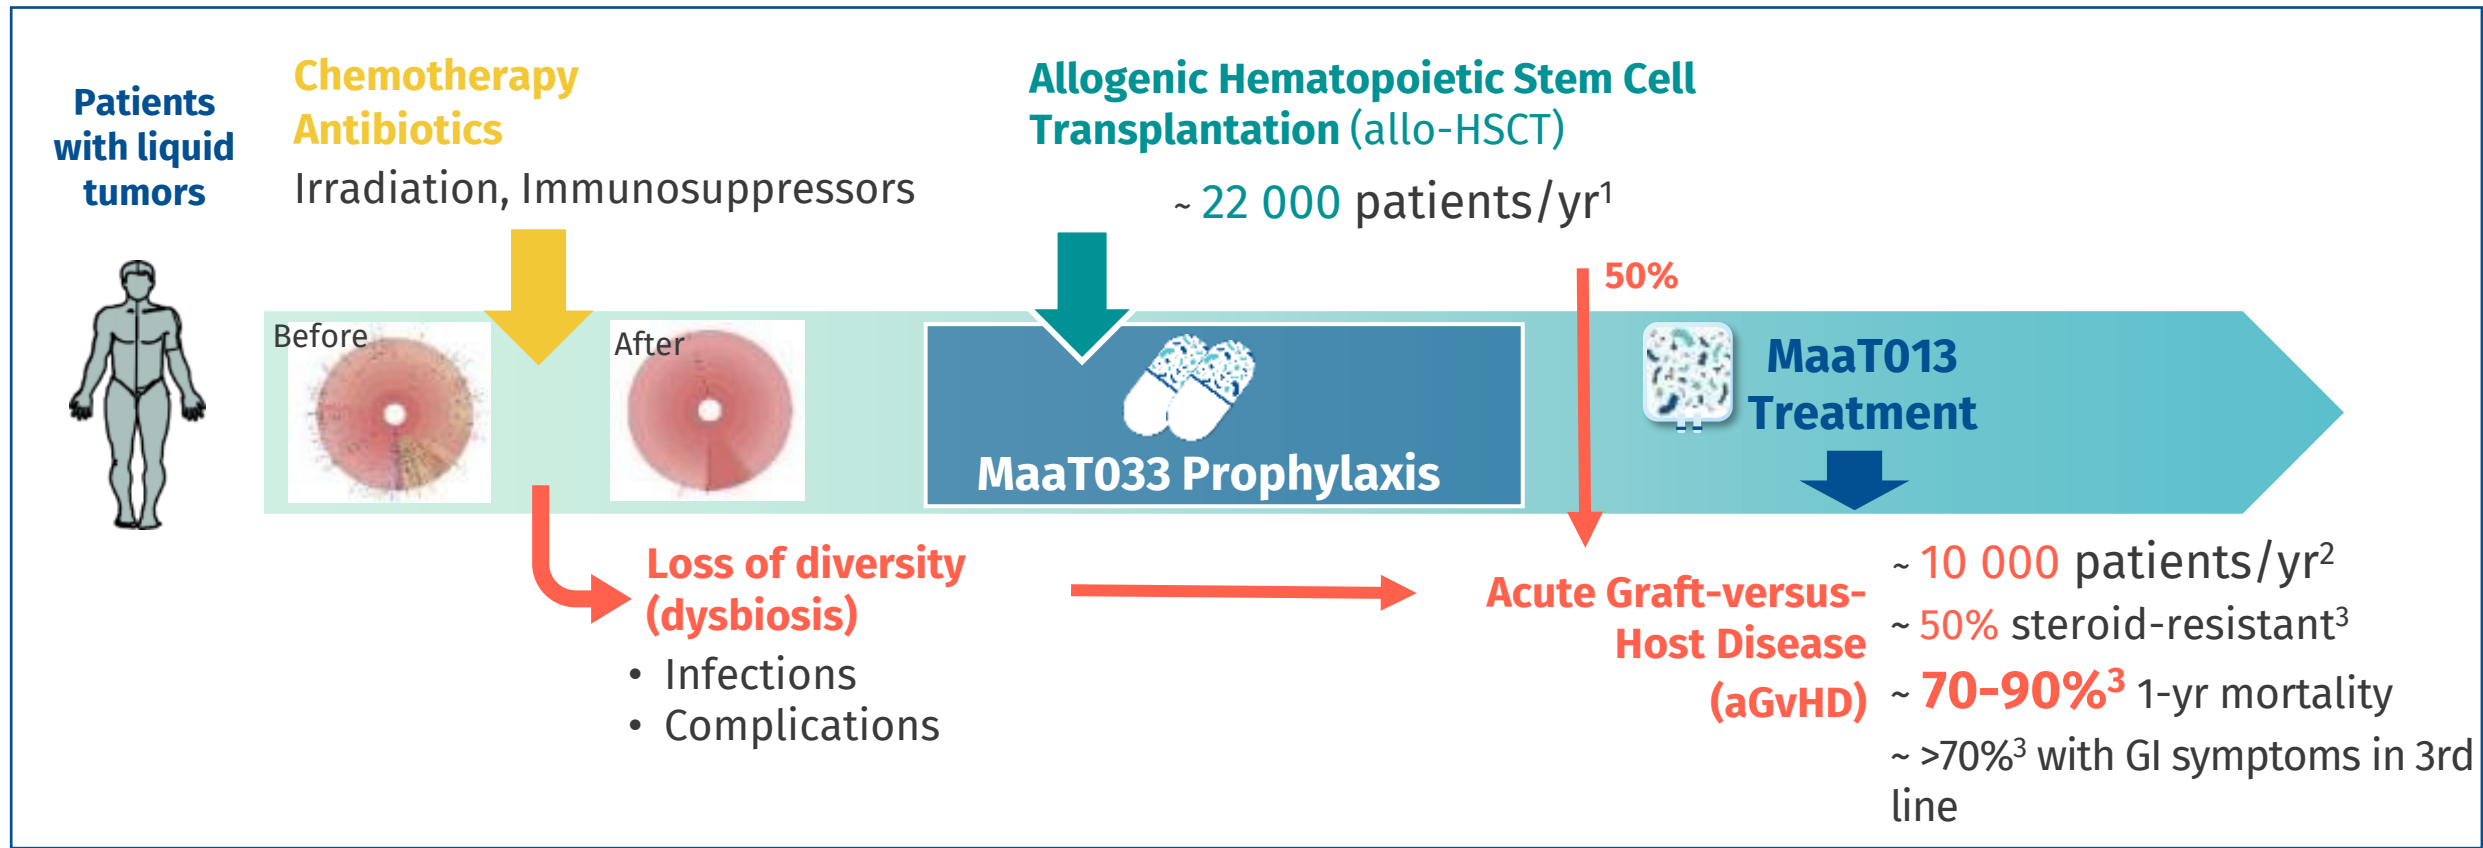 Patients
with liquid
tumors
Chemotherapy
Antibiotics
Irradiation, Immunosuppressors
Allogenic Hematopoietic Stem Cell
Transplantation (allo-HSCT)
~ 22 000 patients/yr1
50%
Before
After
MaaT033 Prophylaxis
MaaT013
Treatment
Loss of diversity
(dysbiosis)
• Infections
• Complications
Acute Graft-versus-
Host Disease
(aGvHD)
~ 10 000 patients/yr2
~ 50% steroid-resistant3
~ 70-90%3 1-yr mortality
~ >70%3 with GI symptoms in 3rd
line